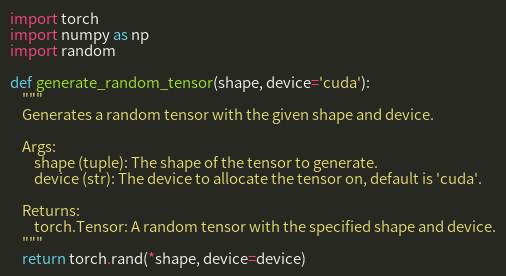 import torch
import numpy as np
import random

def generate_random_tensor(shape, device='cuda'):
    """
    Generates a random tensor with the given shape and device.

    Args:
        shape (tuple): The shape of the tensor to generate.
        device (str): The device to allocate the tensor on, default is 'cuda'.

    Returns:
        torch.Tensor: A random tensor with the specified shape and device.
    """
    return torch.rand(*shape, device=device)